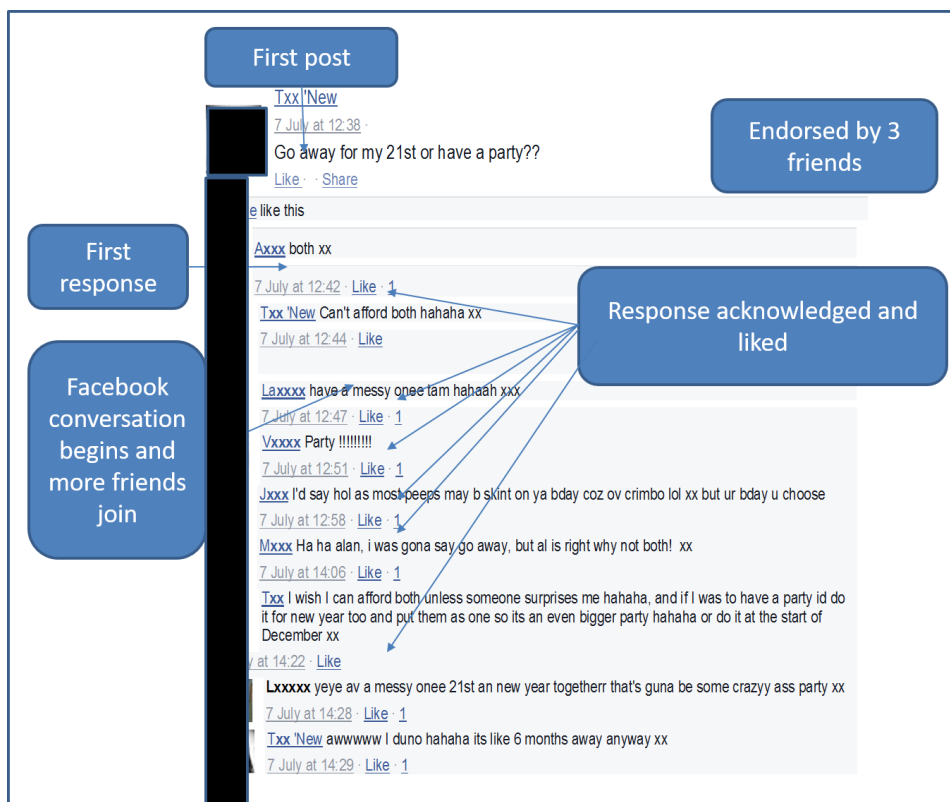 First post
Txx 'New
7 July at 12:38 ·
Go away for my 21st or have a party??
Like · · Share
Endorsed by 3
friends
e like this
First
response
Axxx both xx
7 July at 12:42 · Like · 1
Txx 'New Can't afford both hahaha xx
7 July at 12:44 · Like
Response acknowledged and
liked
Facebook
conversation
begins and
more friends
join
Laxxxx have a messy onee tam hahaah xxx
7 July at 12:47 · Like · 1
Vxxxx Party !!!!!!!!!
7 July at 12:51 · Like · 1
Jxxx I'd say hol as most peeps may b skint on ya bday coz ov crimbo lol xx but ur bday u choose
7 July at 12:58 · Like · 1
Mxxx Ha ha alan, i was gona say go away, but al is right why not both! xx
7 July at 14:06 · Like · 1
Txx I wish I can afford both unless someone surprises me hahaha, and if I was to have a party id do
it for new year too and put them as one so its an even bigger party hahaha or do it at the start of
December xx
y at 14:22 · Like
Lxxxxx yeye av a messy onee 21st an new year togetherr that's guna be some crazyy ass party xx
7 July at 14:28 · Like · 1
Txx 'New awwwww I duno hahaha its like 6 months away anyway xx
7 July at 14:29 · Like · 1